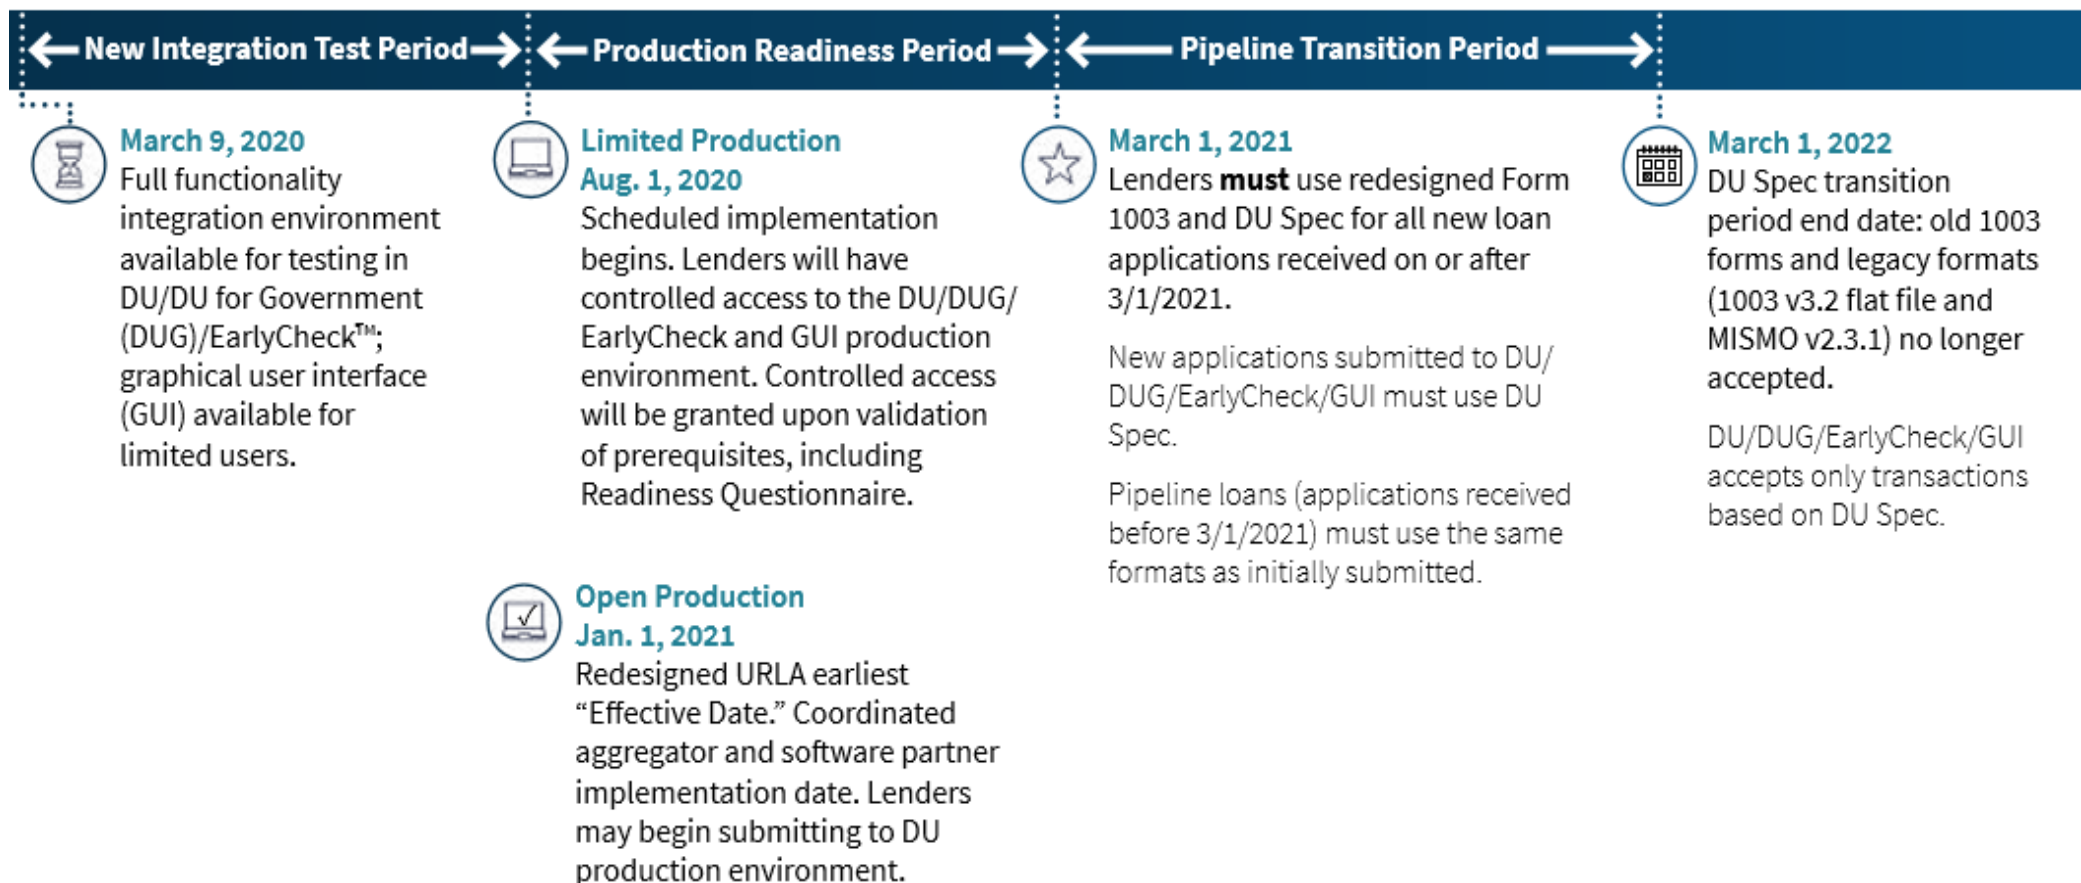 New Integration Test Period
Production Readiness Period
Pipeline Transition Period
March 9, 2020
Full functionality
integration environment
available for testing in
DU/DU for Government
(DUG)/EarlyCheck™;
graphical user interface
(GUI) available for
limited users.
Limited Production
Aug. 1, 2020
Scheduled implementation
begins. Lenders will have
controlled access to the DU/DUG/
EarlyCheck and GUI production
environment. Controlled access
will be granted upon validation
of prerequisites, including
Readiness Questionnaire.
Open Production
Jan. 1, 2021
Redesigned URLA earliest
“Effective Date.” Coordinated
aggregator and software partner
implementation date. Lenders
may begin submitting to DU
production environment.
March 1, 2021
Lenders must use redesigned Form
1003 and DU Spec for all new loan
applications received on or after
3/1/2021.
New applications submitted to DU/
DUG/EarlyCheck/GUI must use DU
Spec.
Pipeline loans (applications received
before 3/1/2021) must use the same
formats as initially submitted.
March 1, 2022
DU Spec transition
period end date: old 1003
forms and legacy formats
(1003 v3.2 flat file and
MISMO v2.3.1) no longer
accepted.
DU/DUG/EarlyCheck/GUI
accepts only transactions
based on DU Spec.